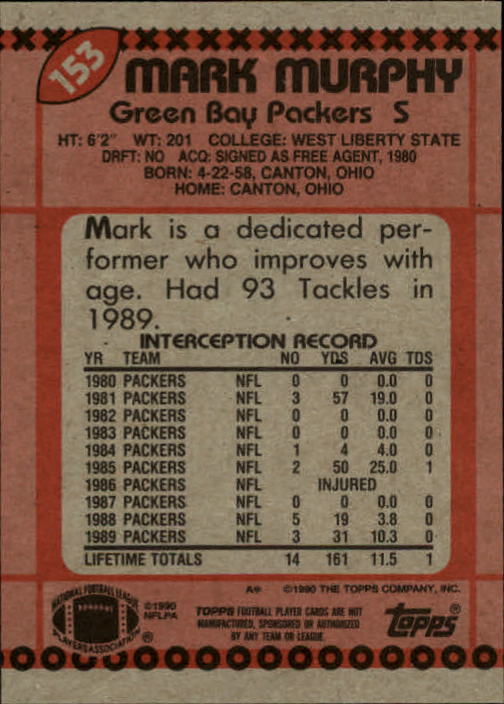 153
MARK MURPHY
Green Bay Packers S
HT: 6'2" WT: 201 COLLEGE: WEST LIBERTY STATE
DRFT: NO ACQ: SIGNED AS FREE AGENT, 1980
BORN: 4-22-58, CANTON, OHIO
HOME: CANTON, OHIO
Mark is a dedicated per-
former who improves with
age. Had 93 Tackles in
1989.
INTERCEPTION RECORD
YR TEAM NO YDS AVG TDS
1980 PACKERS NFL 0 0 0.0 0
1981 PACKERS NFL 3 57 19.0 0
1982 PACKERS NFL 0 0 0.0 0
1983 PACKERS NFL 0 0 0.0 0
1984 PACKERS NFL 1 4 4.0 0
1985 PACKERS NFL 2 50 25.0 1
1986 PACKERS NFL INJURED
1987 PACKERS NFL 0 0 0.0 0
1988 PACKERS NFL 5 19 3.8 0
1989 PACKERS NFL 3 31 10.3 0
LIFETIME TOTALS 14 161 11.5 1
A* ©1990 THE TOPPS COMPANY, INC.
NATIONAL FOOTBALL LEAGUE
PLAYERS ASSOCIATION
®
©1990
NFLPA
TOPPS FOOTBALL PLAYER CARDS ARE NOT
MANUFACTURED, SPONSORED OR AUTHORIZED
BY ANY TEAM OR LEAGUE.
Topps®